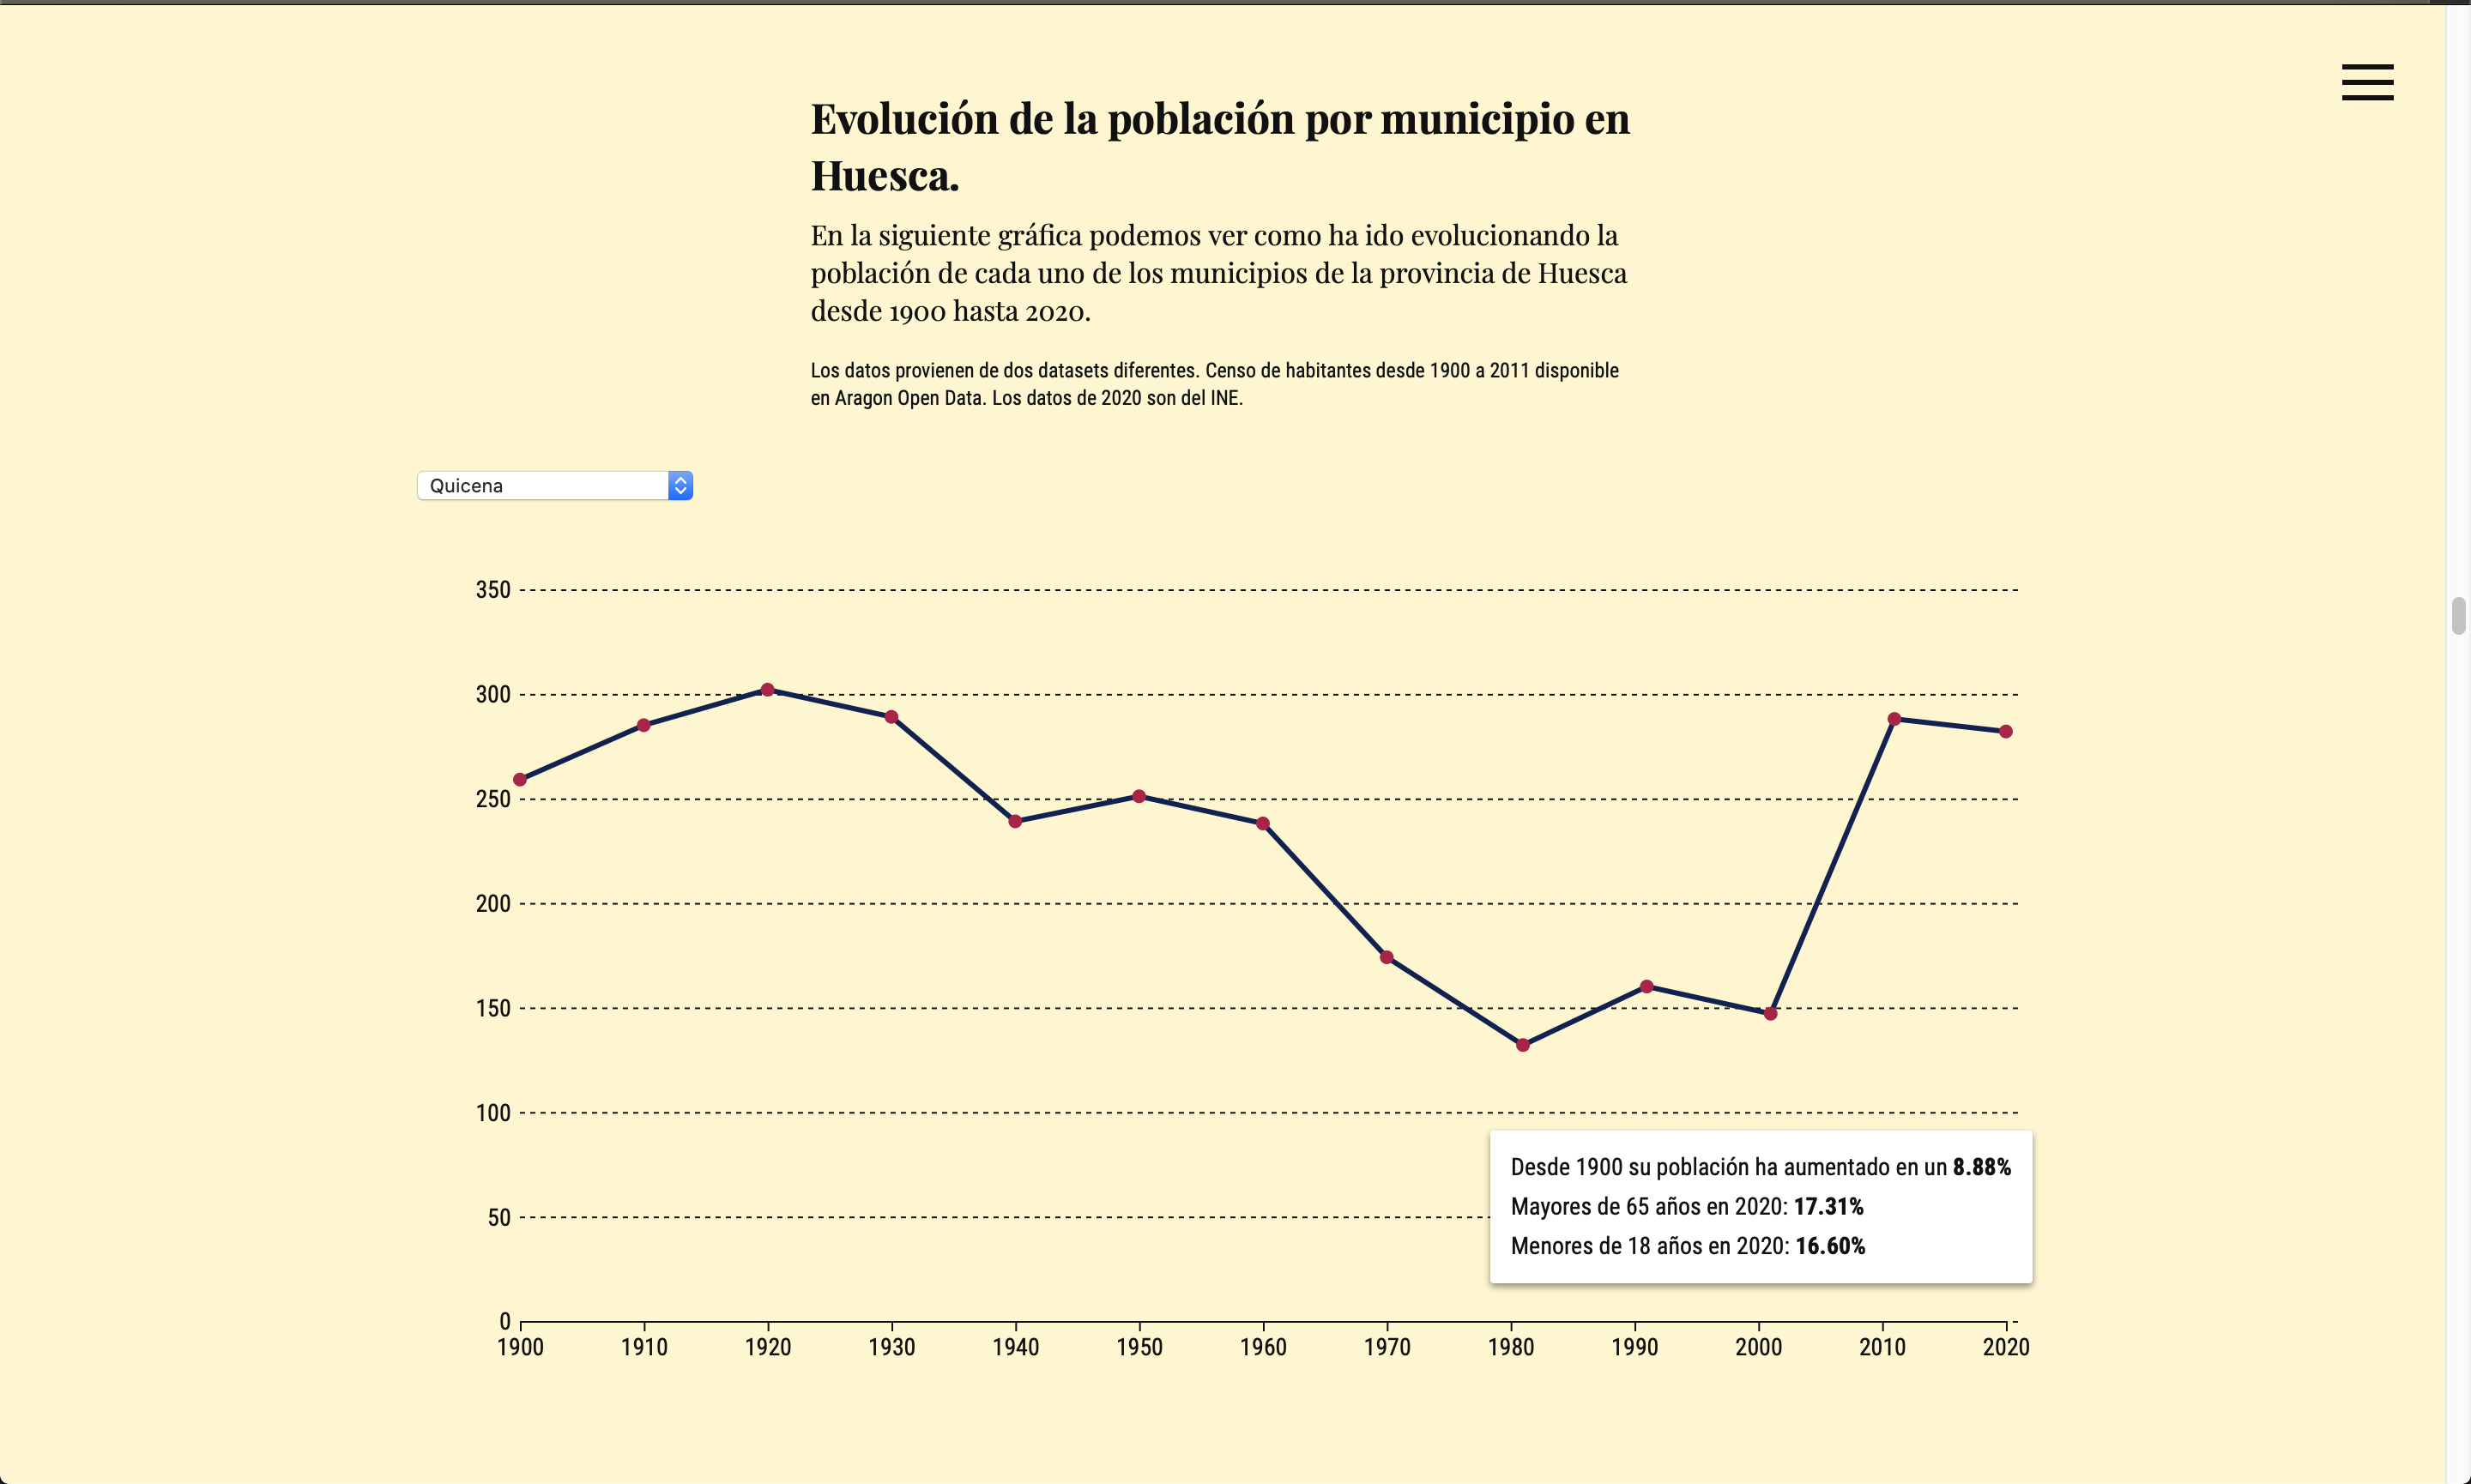 Evolución de la población por municipio en
Huesca.
En la siguiente gráfica podemos ver como ha ido evolucionando la
población de cada uno de los municipios de la provincia de Huesca
desde 1900 hasta 2020.
Los datos provienen de dos datasets diferentes. Censo de habitantes desde 1900 a 2011 disponible
en Aragon Open Data. Los datos de 2020 son del INE.
Quicena
350
300
250
200
150
100
50
0
Desde 1900 su población ha aumentado en un 8.88%
Mayores de 65 años en 2020: 17.31%
Menores de 18 años en 2020: 16.60%
1900 1910 1920 1930 1940 1950 1960 1970 1980 1990 2000 2010 2020